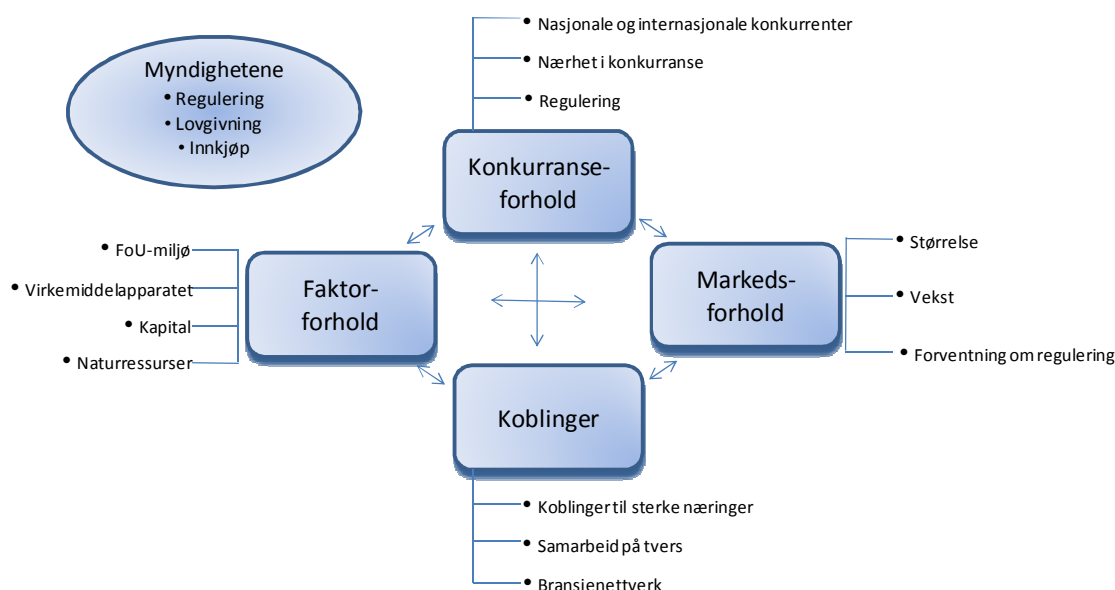 • Nasjonale og internasjonale konkurrenter
• Nærhet i konkurranse
• Regulering
Myndighetene
• Regulering
• Lovgivning
• Innkjøp
Konkurranse-
forhold
• FoU-miljø
• Virkemiddelapparatet
• Kapital
• Naturressurser
Faktor-
forhold
Markeds-
forhold
• Størrelse
• Vekst
• Forventning om regulering
Koblinger
• Koblinger til sterke næringer
• Samarbeid på tvers
• Bransjenettverk